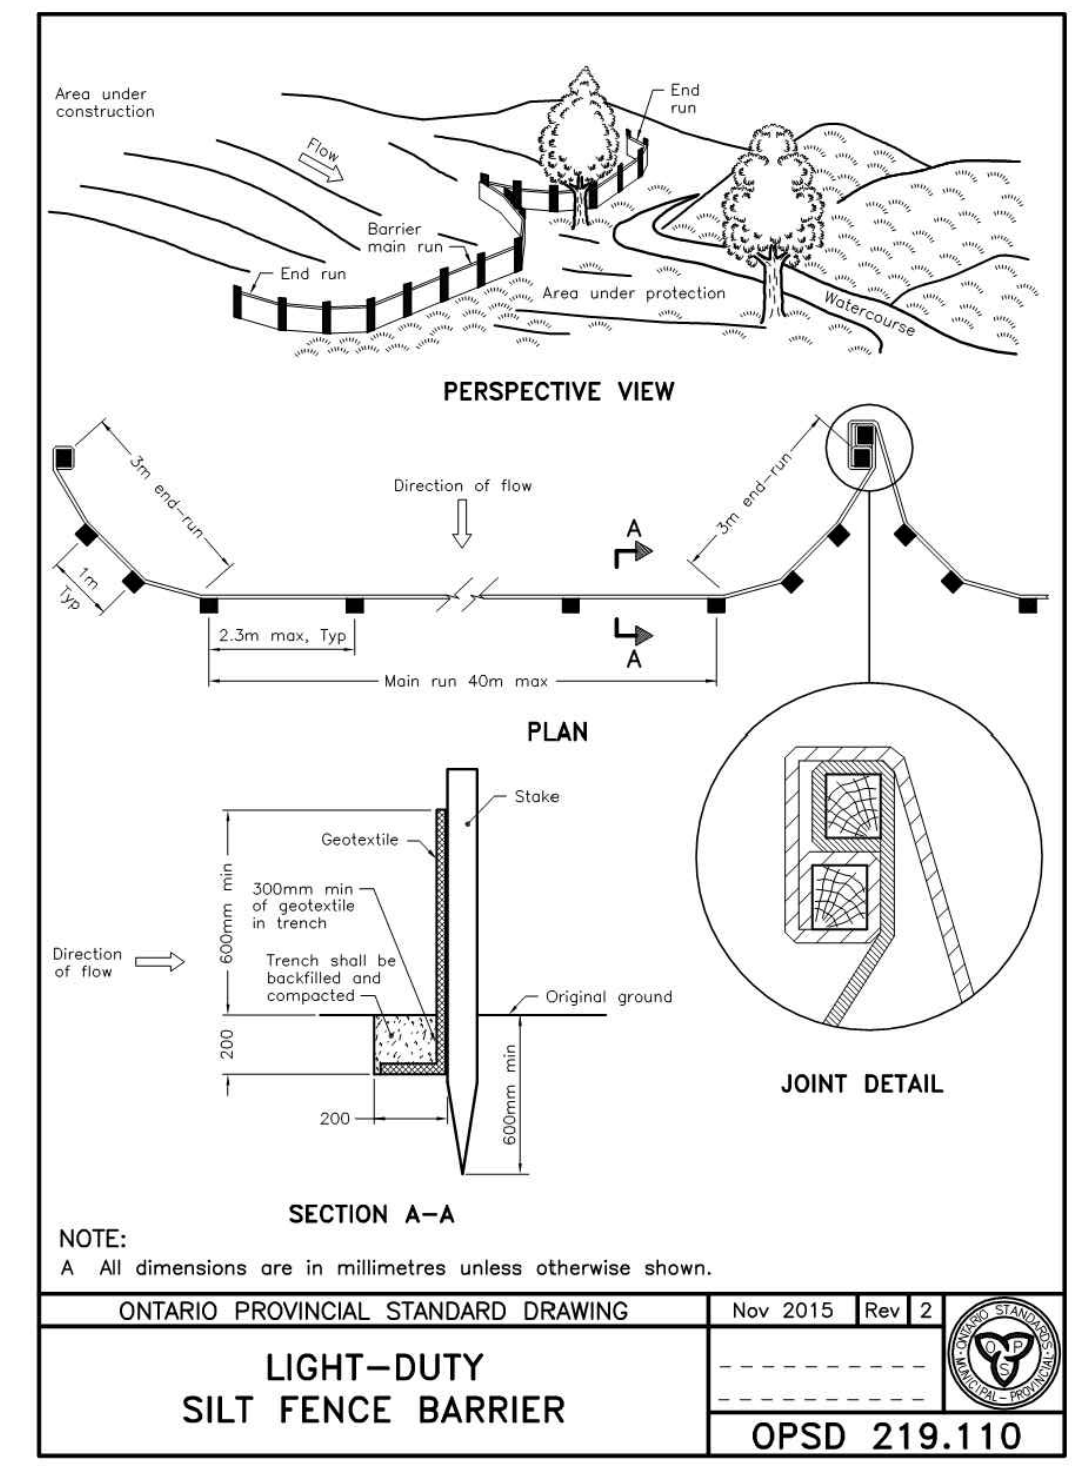 Area under
construction
Flow
End
run
Barrier
main run
End run
Area under protection
Watercourse
PERSPECTIVE VIEW
3m end-run
Direction of flow
3m end-run
A
1m
Typ
2.3m max, Typ
A
Main run 40m max
PLAN
Stake
Geotextile
600mm min
300mm min
of geotextile
in trench
Direction
of flow
Trench shall be
backfilled and
compacted
Original ground
200
600mm min
200
JOINT DETAIL
SECTION A-A
NOTE:
A All dimensions are in millimetres unless otherwise shown.
ONTARIO PROVINCIAL STANDARD DRAWING
Nov 2015
Rev
2
LIGHT-DUTY
SILT FENCE BARRIER
ONTARIO STANDARDS
MUNICIPAL-PROVINCIAL
O P
S
OPSD 219.110